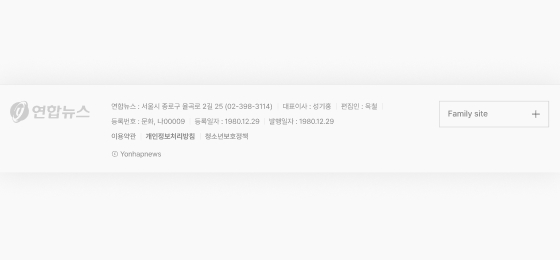 연합뉴스
연합뉴스 : 서울시 종로구 율곡로 2길 25 (02-398-3114) | 대표이사 : 성기홍 | 편집인 : 육철 |
등록번호 : 문화, 나00009 | 등록일자 : 1980.12.29 | 발행일자 : 1980.12.29
이용약관 | 개인정보처리방침 | 청소년보호정책
ⓒ Yonhapnews
Family site +